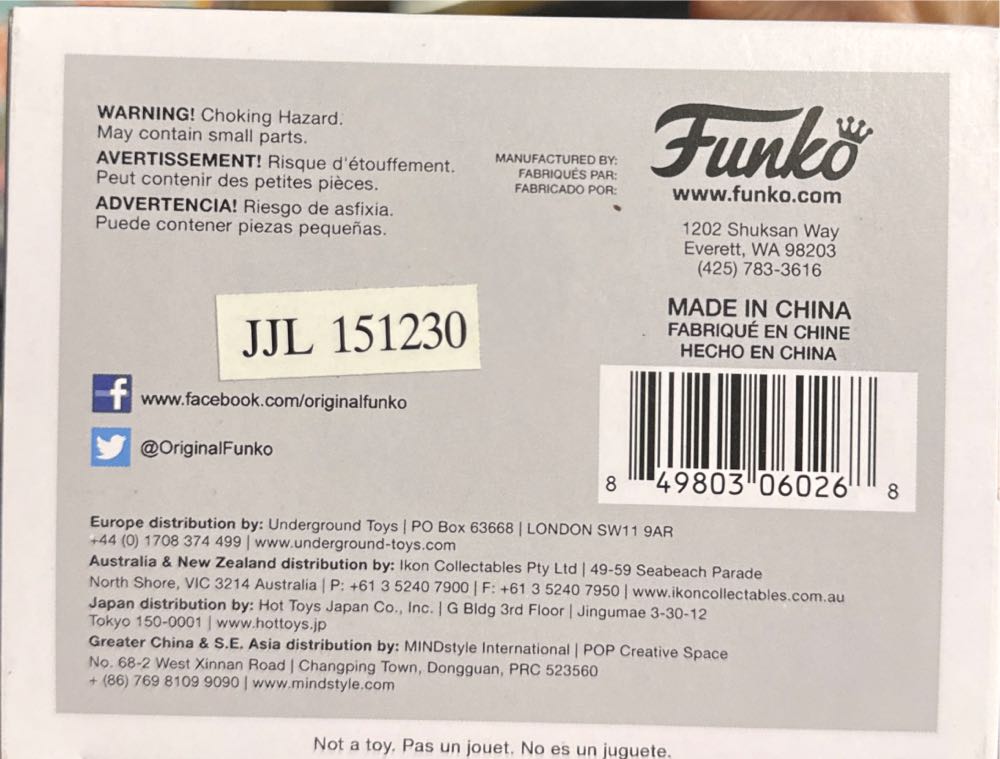 WARNING! Choking Hazard.
May contain small parts.
AVERTISSEMENT! Risque d'étouffement.
Peut contenir des petites pièces.
ADVERTENCIA! Riesgo de asfixia.
Puede contener piezas pequeñas.
MANUFACTURED BY:
FABRIQUÉS PAR:
FABRICADO POR:
Funko
www.funko.com
1202 Shuksan Way
Everett, WA 98203
(425) 783-3616
MADE IN CHINA
FABRIQUÉ EN CHINE
HECHO EN CHINA
JJL 151230
f www.facebook.com/originalfunko
@OriginalFunko
8 49803 06026 8
Europe distribution by: Underground Toys | PO Box 63668 | LONDON SW11 9AR
+44 (0) 1708 374 499 | www.underground-toys.com
Australia & New Zealand distribution by: Ikon Collectables Pty Ltd | 49-59 Seabeach Parade
North Shore, VIC 3214 Australia | P: +61 3 5240 7900 | F: +61 3 5240 7950 | www.ikoncollectables.com.au
Japan distribution by: Hot Toys Japan Co., Inc. | G Bldg 3rd Floor | Jingumae 3-30-12
Tokyo 150-0001 | www.hottoys.jp
Greater China & S.E. Asia distribution by: MINDstyle International | POP Creative Space
No. 68-2 West Xinnan Road | Changping Town, Dongguan, PRC 523560
+ (86) 769 8109 9090 | www.mindstyle.com
Not a toy. Pas un jouet. No es un juguete.